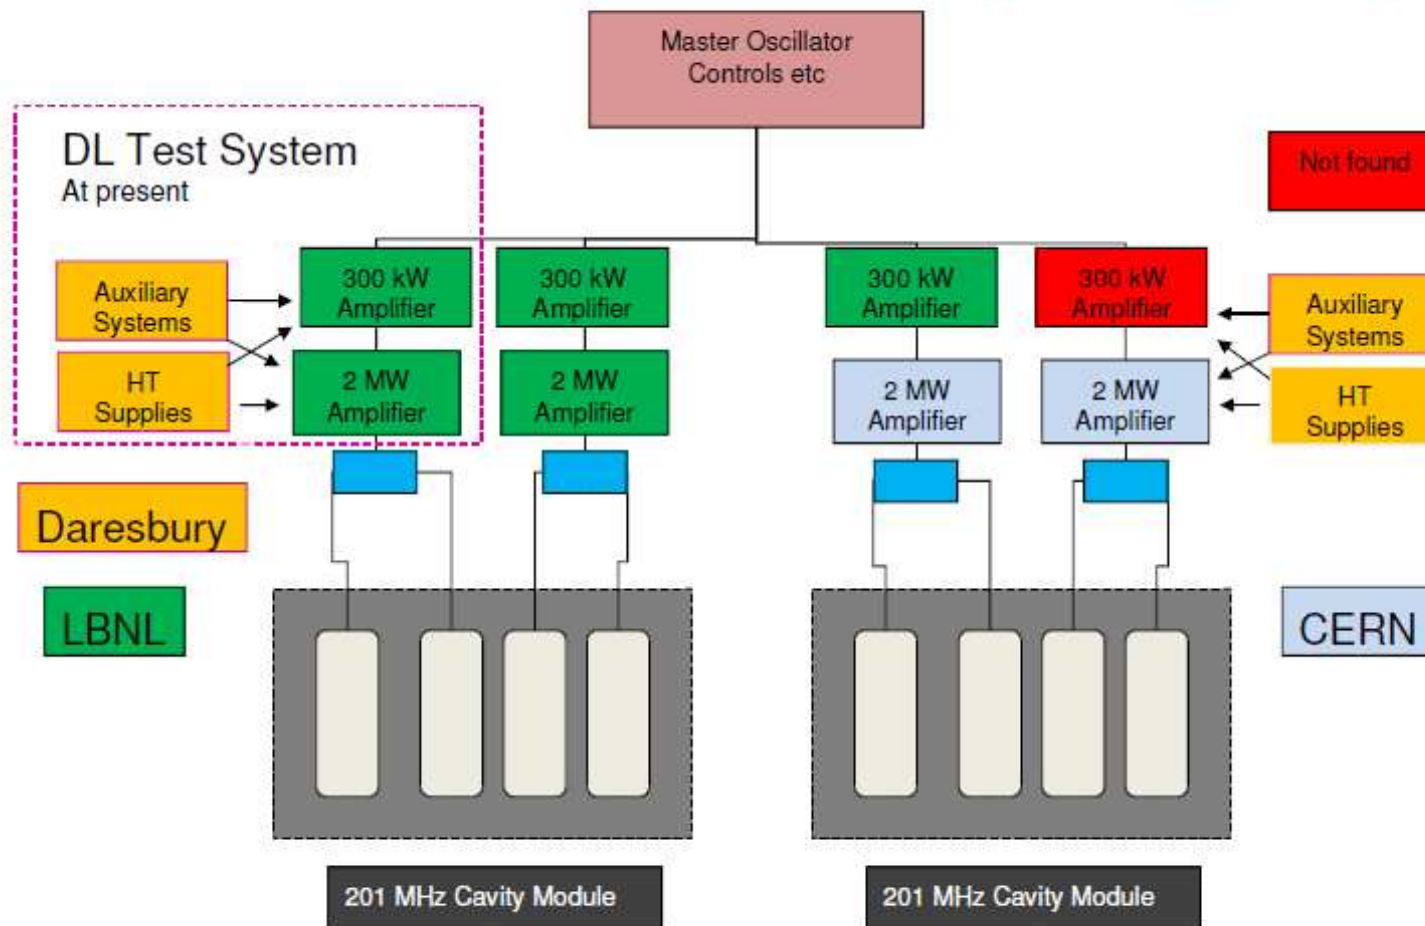 Master Oscillator
Controls etc
DL Test System
At present
Not found
Auxiliary
Systems
HT
Supplies
300 kW
Amplifier
300 kW
Amplifier
300 kW
Amplifier
300 kW
Amplifier
Auxiliary
Systems
HT
Supplies
2 MW
Amplifier
2 MW
Amplifier
2 MW
Amplifier
2 MW
Amplifier
Daresbury
LBNL
CERN
201 MHz Cavity Module
201 MHz Cavity Module